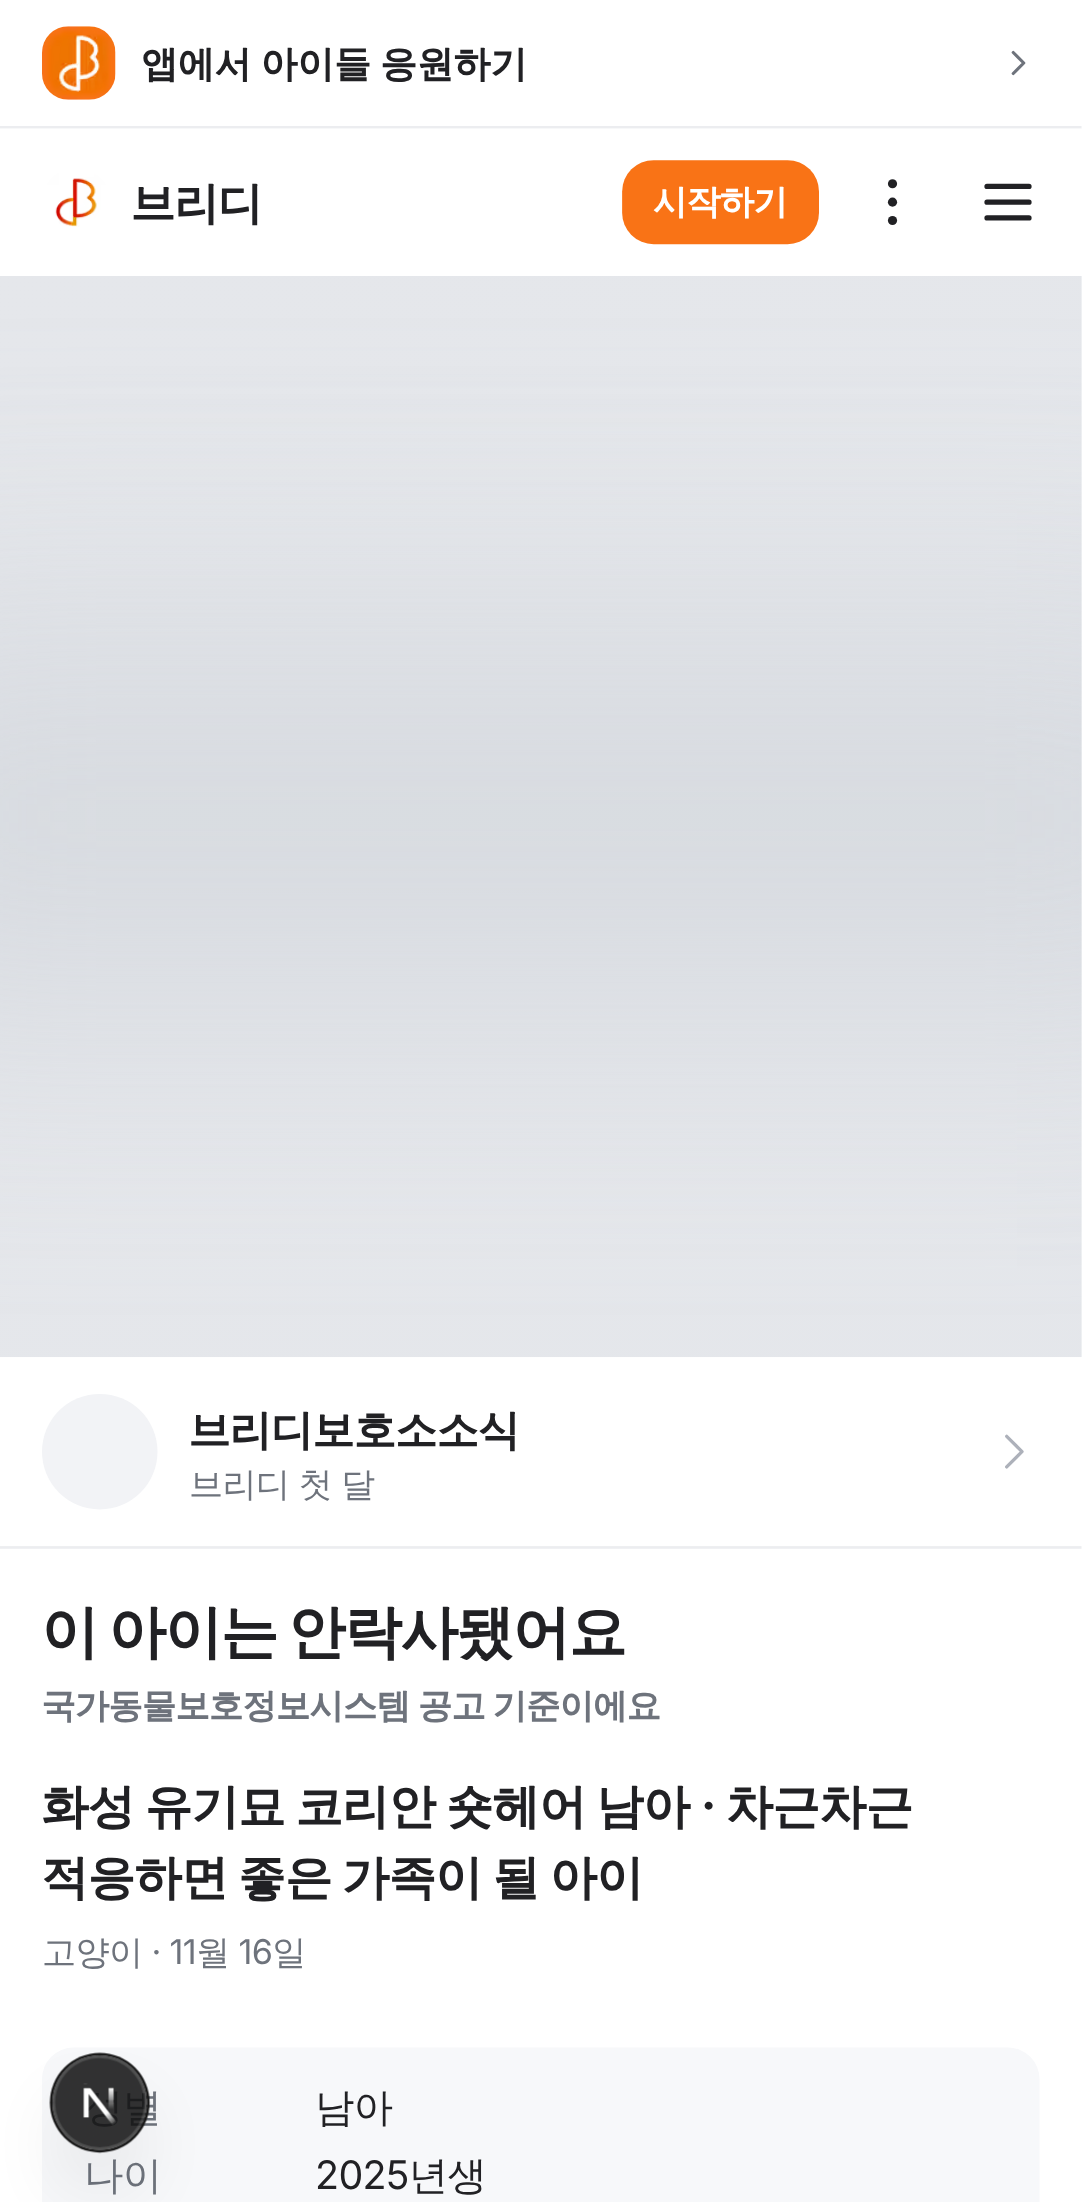 앱에서 아이들 응원하기
브리디
시작하기
브리디보호소소식
브리디 첫 달
이 아이는 안락사됐어요
국가동물보호정보시스템 공고 기준이에요
화성 유기묘 코리안 숏헤어 남아 · 차근차근
적응하면 좋은 가족이 될 아이
고양이 · 11월 16일
N
남아
나이 2025년생